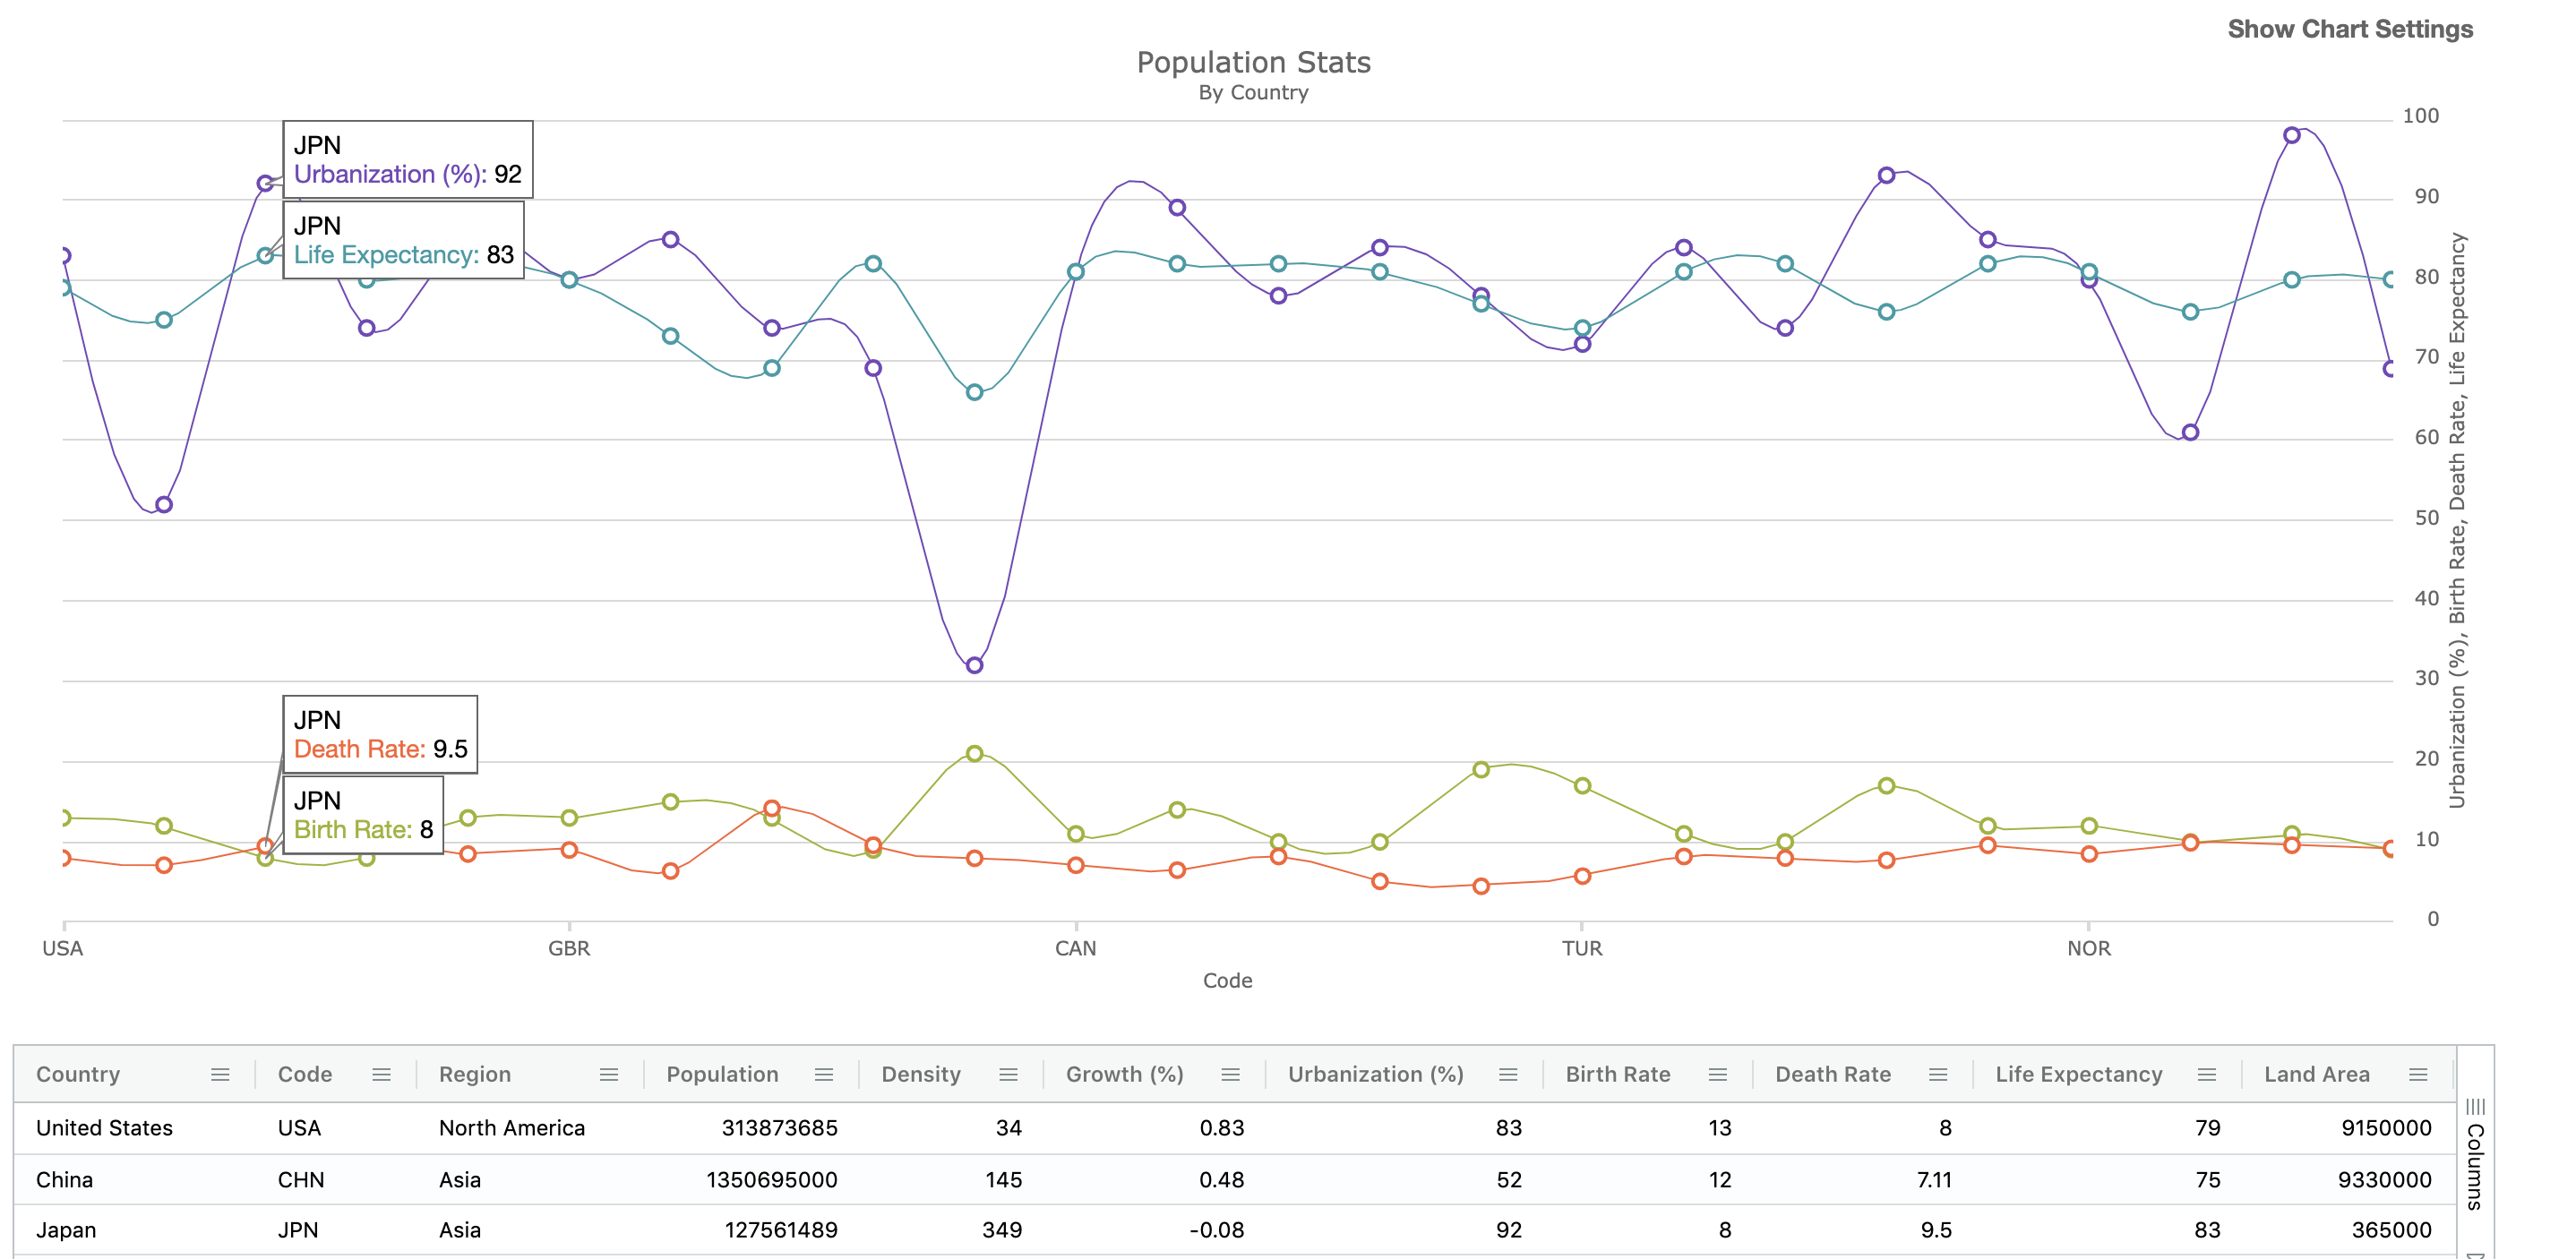 Show Chart Settings
Population Stats
By Country
JPN
Urbanization (%): 92
JPN
Life Expectancy: 83
JPN
Death Rate: 9.5
JPN
Birth Rate: 8
100
90
80
70
60
50
40
30
20
10
0
Urbanization (%), Birth Rate, Death Rate, Life Expectancy
USA GBR CAN TUR NOR
Code
Country Code Region Population Density Growth (%) Urbanization (%) Birth Rate Death Rate Life Expectancy Land Area
United States USA North America 313873685 34 0.83 83 13 8 79 9150000
China CHN Asia 1350695000 145 0.48 52 12 7.11 75 9330000
Japan JPN Asia 127561489 349 -0.08 92 8 9.5 83 365000
Columns